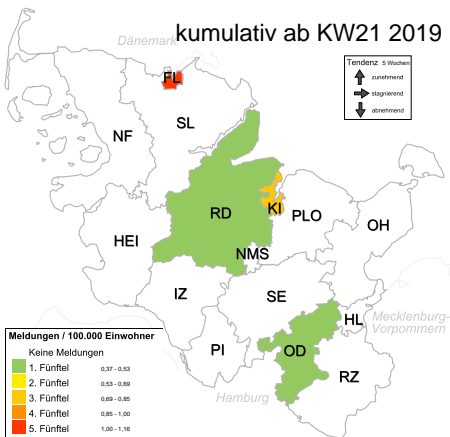 kumulativ ab KW21 2019
Dänemark
Tendenz 5 Wochen
zunehmend
stagnierend
abnehmend
FL
SL
NF
RD
KI
PLO
OH
HEI
NMS
IZ
SE
HL
Mecklenburg-
Vorpommern
PI
OD
RZ
Hamburg
Meldungen / 100.000 Einwohner
Keine Meldungen
1. Fünftel 0,37 - 0,53
2. Fünftel 0,53 - 0,69
3. Fünftel 0,69 - 0,85
4. Fünftel 0,85 - 1,00
5. Fünftel 1,00 - 1,16